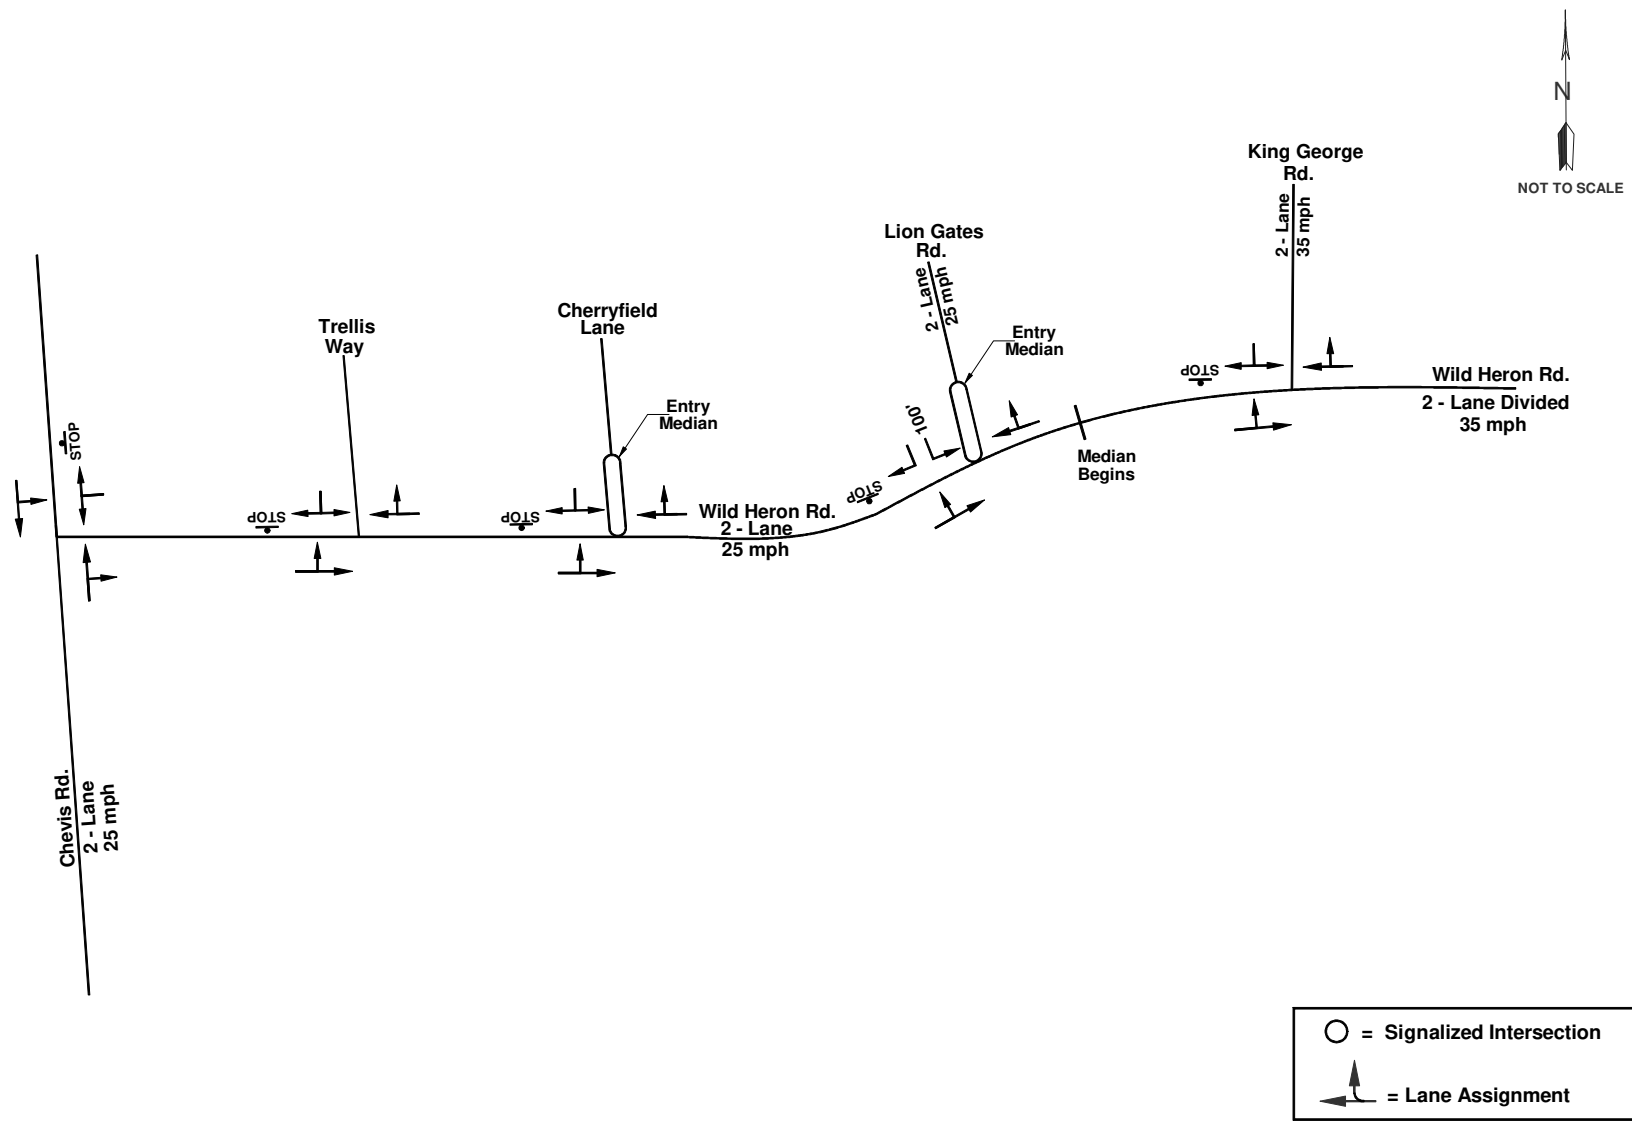 N
NOT TO SCALE
King George
Rd.
2 - Lane
35 mph
Lion Gates
Rd.
2 - Lane
25 mph
Entry
Median
Cherryfield
Lane
Trellis
Way
Entry
Median
STOP
Wild Heron Rd.
2 - Lane Divided
35 mph
100'
Median
Begins
STOP
STOP
STOP
STOP
Wild Heron Rd.
2 - Lane
25 mph
Chevis Rd.
2 - Lane
25 mph
= Signalized Intersection
= Lane Assignment